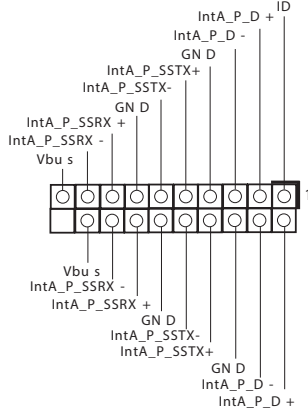 ID
IntA_P_D +
IntA_P_D -
GN D
IntA_P_SSTX+
IntA_P_SSTX-
GN D
IntA_P_SSRX +
IntA_P_SSRX -
Vbu s
1
Vbu s
IntA_P_SSRX -
IntA_P_SSRX +
GN D
IntA_P_SSTX-
IntA_P_SSTX+
GN D
IntA_P_D -
IntA_P_D +